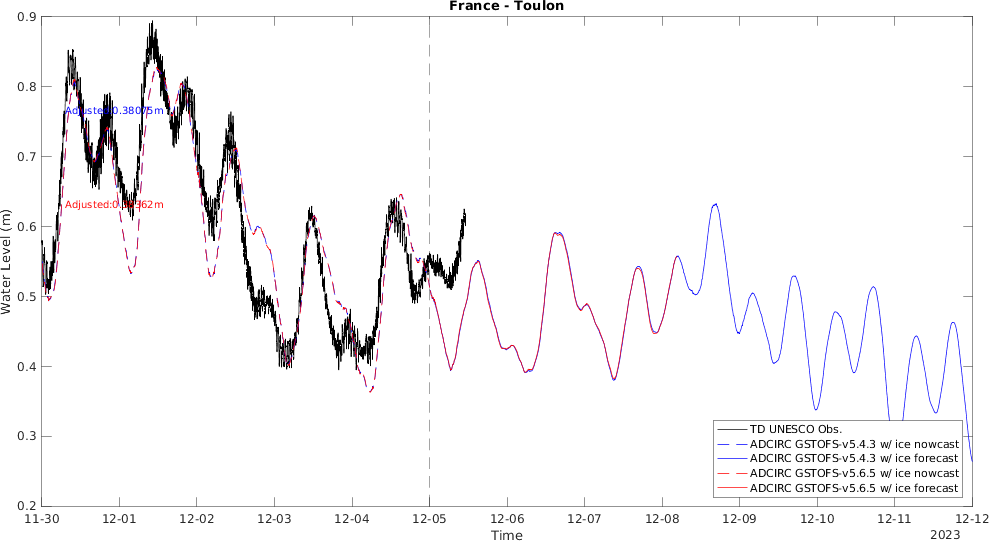 France - Toulon
0.9
0.8
0.7
0.6
0.5
0.4
0.3
0.2
Water Level (m)
Adjusted:0.38075m
TD UNESCO Obs.
ADCIRC GSTOFS-v5.4.3 w/ ice nowcast
ADCIRC GSTOFS-v5.4.3 w/ ice forecast
ADCIRC GSTOFS-v5.6.5 w/ ice nowcast
ADCIRC GSTOFS-v5.6.5 w/ ice forecast
11-30 12-01 12-02 12-03 12-04 12-05 12-06 12-07 12-08 12-09 12-10 12-11 12-12
Time
2023